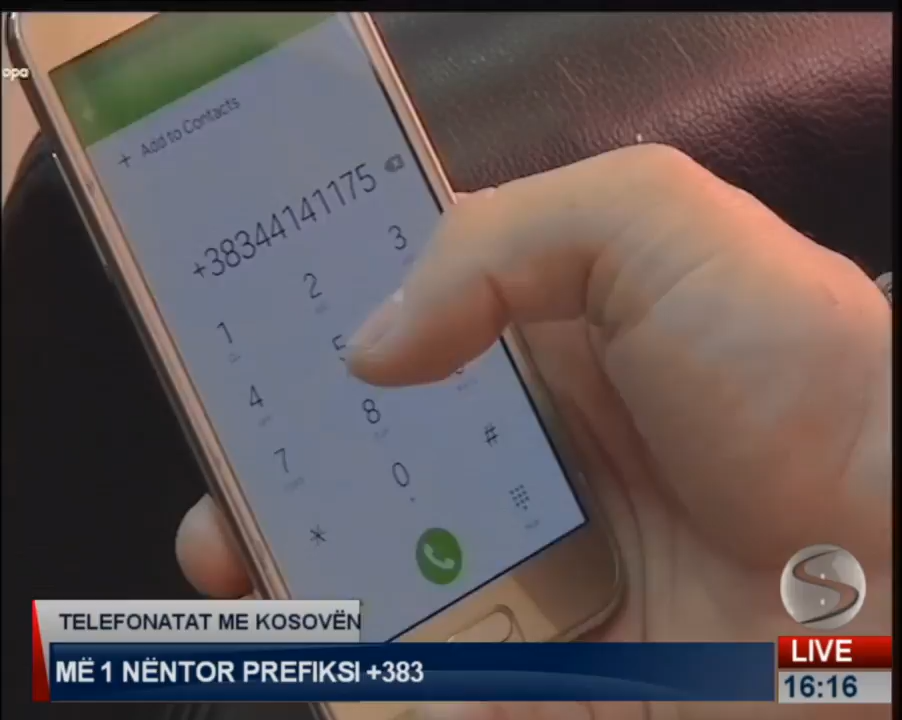 opa
+ Add to Contacts
+38344141175
1 2 3
4 5
7 8
* 0 #
TELEFONATAT ME KOSOVËN
MË 1 NËNTOR PREFIKSI +383
S
LIVE
16:16